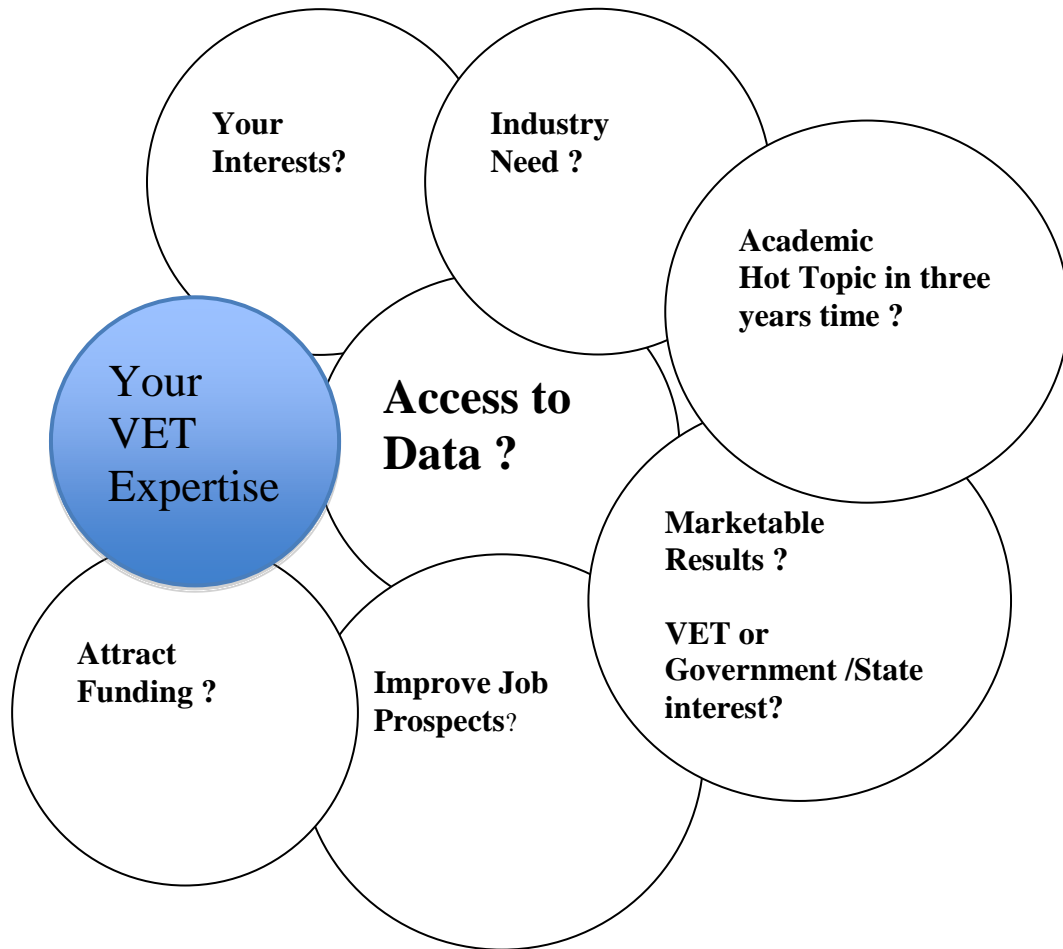 Your
Interests?
Industry
Need ?
Academic
Hot Topic in three
years time ?
Your
VET
Expertise
Access to
Data ?
Marketable
Results ?
VET or
Government /State
interest?
Attract
Funding ?
Improve Job
Prospects?